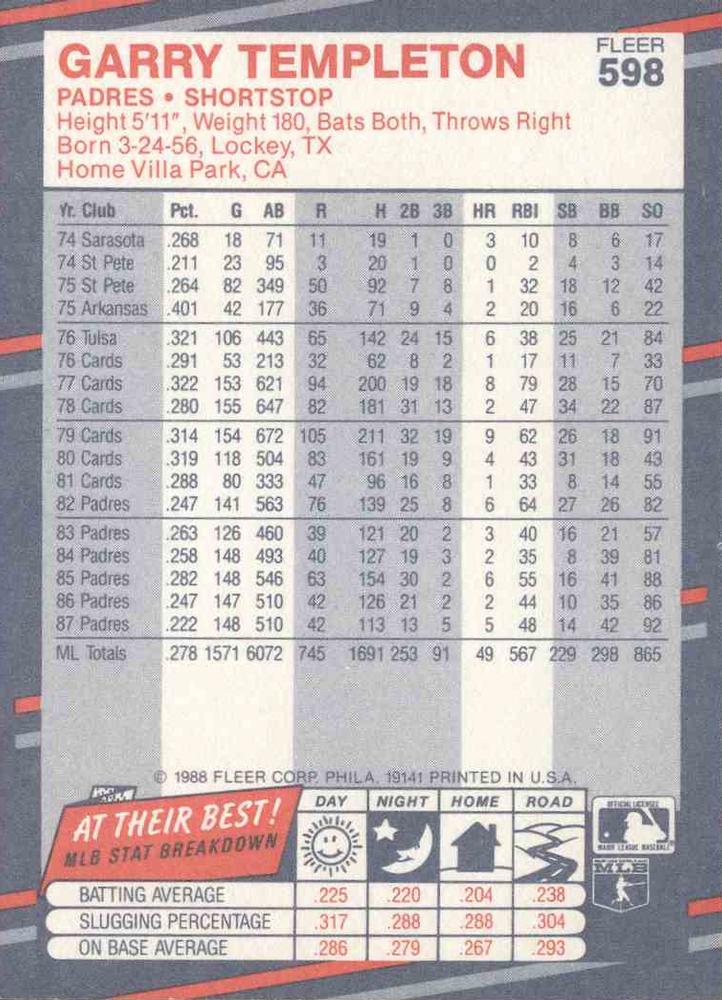 GARRY TEMPLETON FLEER 598
PADRES • SHORTSTOP
Height 5'11", Weight 180, Bats Both, Throws Right
Born 3-24-56, Lockey, TX
Home Villa Park, CA
Yr. Club Pct. G AB R H 2B 3B HR RBI SB BB SO
74 Sarasota .268 18 71 11 19 1 0 3 10 8 6 17
74 St Pete .211 23 95 3 20 1 0 0 2 4 3 14
75 St Pete .264 82 349 50 92 7 8 1 32 18 12 42
75 Arkansas .401 42 177 36 71 9 4 2 20 16 6 22
76 Tulsa .321 106 443 65 142 24 15 6 38 25 21 84
76 Cards .291 53 213 32 62 8 2 1 17 11 7 33
77 Cards .322 153 621 94 200 19 18 8 79 28 15 70
78 Cards .280 155 647 82 181 31 13 2 47 34 22 87
79 Cards .314 154 672 105 211 32 19 9 62 26 18 91
80 Cards .319 118 504 83 161 19 9 4 43 31 18 43
81 Cards .288 80 333 47 96 16 8 1 33 8 14 55
82 Padres .247 141 563 76 139 25 8 6 64 27 26 82
83 Padres .263 126 460 39 121 20 2 3 40 16 21 57
84 Padres .258 148 493 40 127 19 3 2 35 8 39 81
85 Padres .282 148 546 63 154 30 2 6 55 16 41 88
86 Padres .247 147 510 42 126 21 2 2 44 10 35 86
87 Padres .222 148 510 42 113 13 5 5 48 14 42 92
ML Totals .278 1571 6072 745 1691 253 91 49 567 229 298 865
© 1988 FLEER CORP. PHILA. 19141 PRINTED IN U.S.A.
AT THEIR BEST!
MLB STAT BREAKDOWN
DAY NIGHT HOME ROAD
OFFICIAL LICENSEE
MAJOR LEAGUE BASEBALL
MLB
BATTING AVERAGE .225 .220 .204 .238
SLUGGING PERCENTAGE .317 .288 .288 .304
ON BASE AVERAGE .286 .279 .267 .293